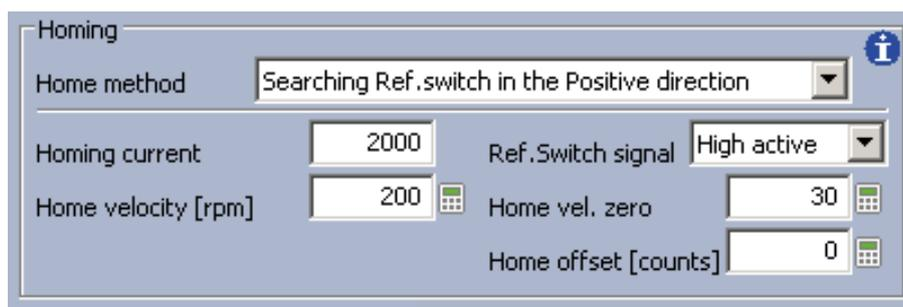 Homing
Home method Searching Ref.switch in the Positive direction
Homing current 2000 Ref.Switch signal High active
Home velocity [rpm] 200 Home vel. zero 30
Home offset [counts] 0